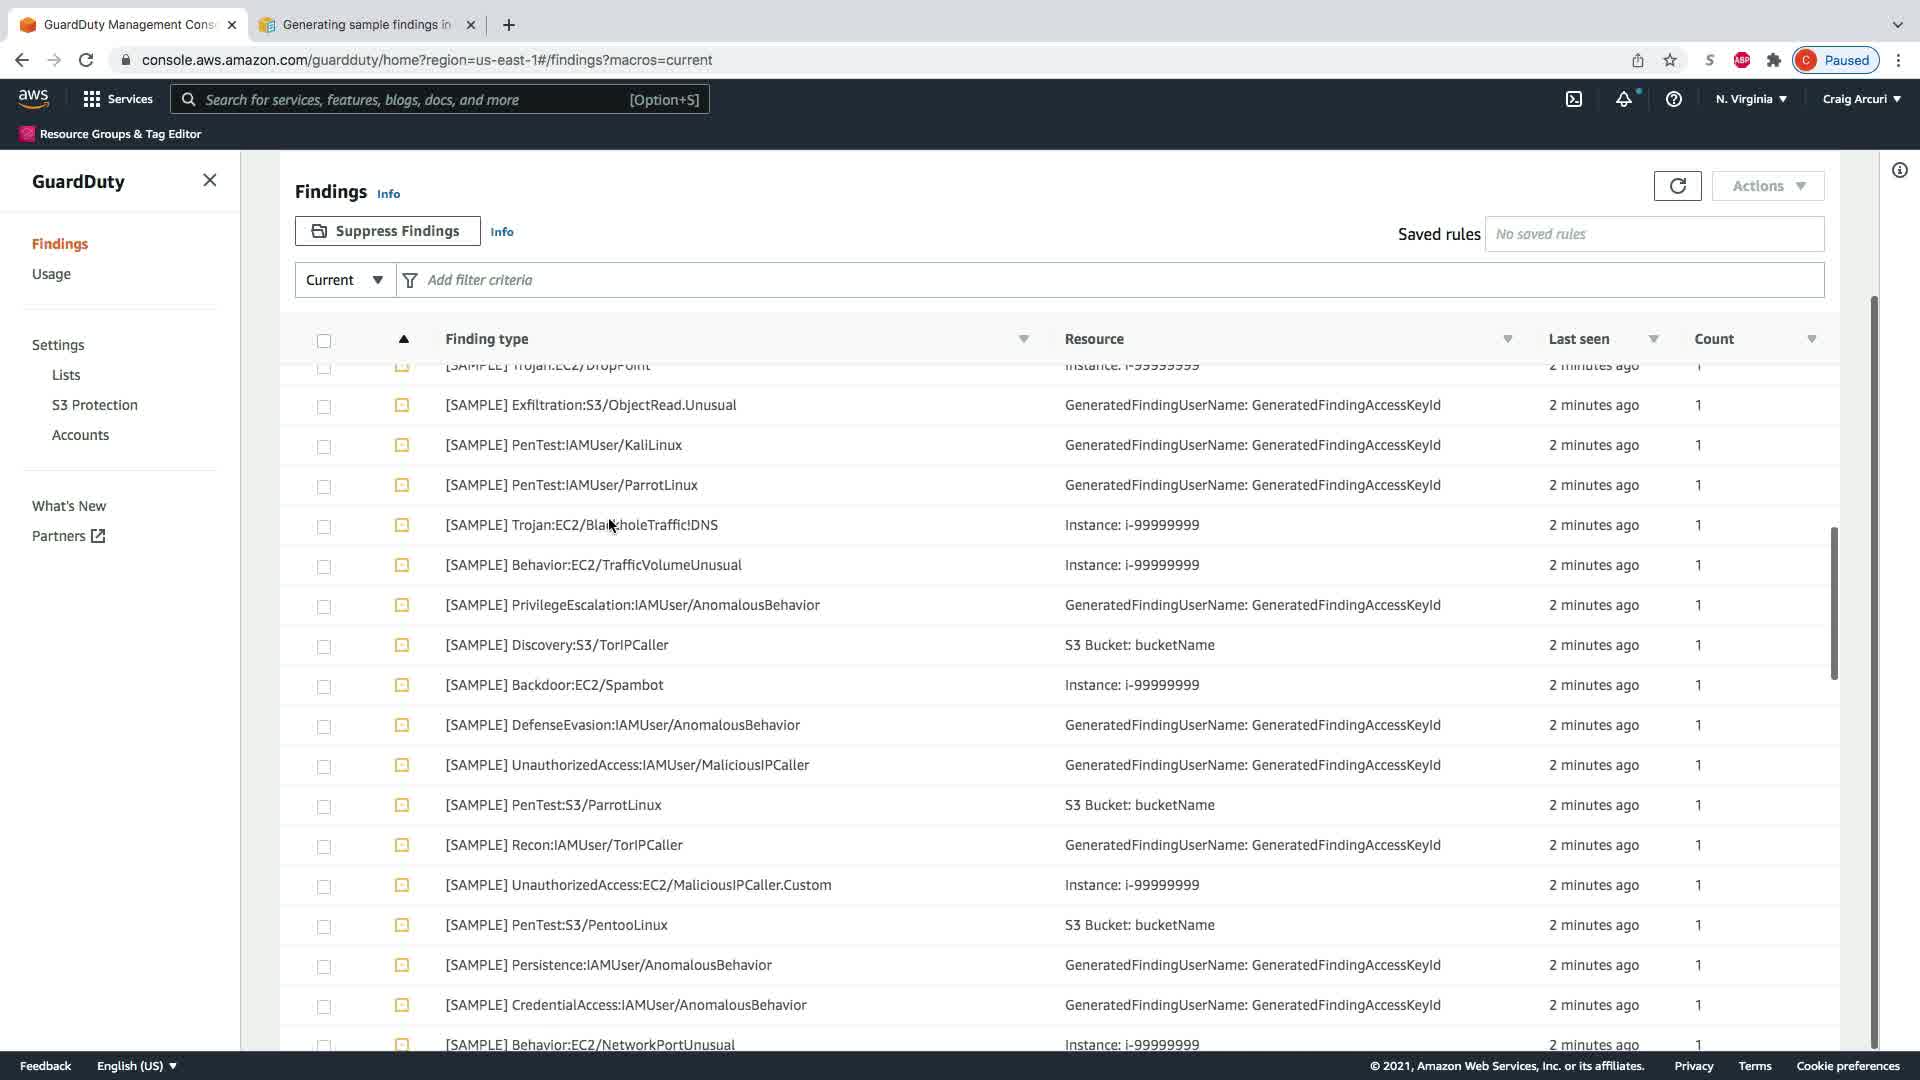 GuardDuty Management Cons
Generating sample findings in
console.aws.amazon.com/guardduty/home?region=us-east-1#/findings?macros=current
S
ABP
C Paused
aws
Services
Search for services, features, blogs, docs, and more [Option+S]
N. Virginia
Craig Arcuri
Resource Groups & Tag Editor
GuardDuty
Findings
Usage
Settings
Lists
S3 Protection
Accounts
What's New
Partners
Findings Info
Suppress Findings Info
Actions
Saved rules No saved rules
Current Add filter criteria
Finding type Resource Last seen Count
[SAMPLE] Trojan:EC2/DropPoint Instance: i-99999999 2 minutes ago 1
[SAMPLE] Exfiltration:S3/ObjectRead.Unusual GeneratedFindingUserName: GeneratedFindingAccessKeyId 2 minutes ago 1
[SAMPLE] PenTest:IAMUser/KaliLinux GeneratedFindingUserName: GeneratedFindingAccessKeyId 2 minutes ago 1
[SAMPLE] PenTest:IAMUser/ParrotLinux GeneratedFindingUserName: GeneratedFindingAccessKeyId 2 minutes ago 1
[SAMPLE] Trojan:EC2/BlackholeTraffic!DNS Instance: i-99999999 2 minutes ago 1
[SAMPLE] Behavior:EC2/TrafficVolumeUnusual Instance: i-99999999 2 minutes ago 1
[SAMPLE] PrivilegeEscalation:IAMUser/AnomalousBehavior GeneratedFindingUserName: GeneratedFindingAccessKeyId 2 minutes ago 1
[SAMPLE] Discovery:S3/TorIPCaller S3 Bucket: bucketName 2 minutes ago 1
[SAMPLE] Backdoor:EC2/Spambot Instance: i-99999999 2 minutes ago 1
[SAMPLE] DefenseEvasion:IAMUser/AnomalousBehavior GeneratedFindingUserName: GeneratedFindingAccessKeyId 2 minutes ago 1
[SAMPLE] UnauthorizedAccess:IAMUser/MaliciousIPCaller GeneratedFindingUserName: GeneratedFindingAccessKeyId 2 minutes ago 1
[SAMPLE] PenTest:S3/ParrotLinux S3 Bucket: bucketName 2 minutes ago 1
[SAMPLE] Recon:IAMUser/TorIPCaller GeneratedFindingUserName: GeneratedFindingAccessKeyId 2 minutes ago 1
[SAMPLE] UnauthorizedAccess:EC2/MaliciousIPCaller.Custom Instance: i-99999999 2 minutes ago 1
[SAMPLE] PenTest:S3/PentooLinux S3 Bucket: bucketName 2 minutes ago 1
[SAMPLE] Persistence:IAMUser/AnomalousBehavior GeneratedFindingUserName: GeneratedFindingAccessKeyId 2 minutes ago 1
[SAMPLE] CredentialAccess:IAMUser/AnomalousBehavior GeneratedFindingUserName: GeneratedFindingAccessKeyId 2 minutes ago 1
[SAMPLE] Behavior:EC2/NetworkPortUnusual Instance: i-99999999 2 minutes ago 1
Feedback English (US) © 2021, Amazon Web Services, Inc. or its affiliates. Privacy Terms Cookie preferences